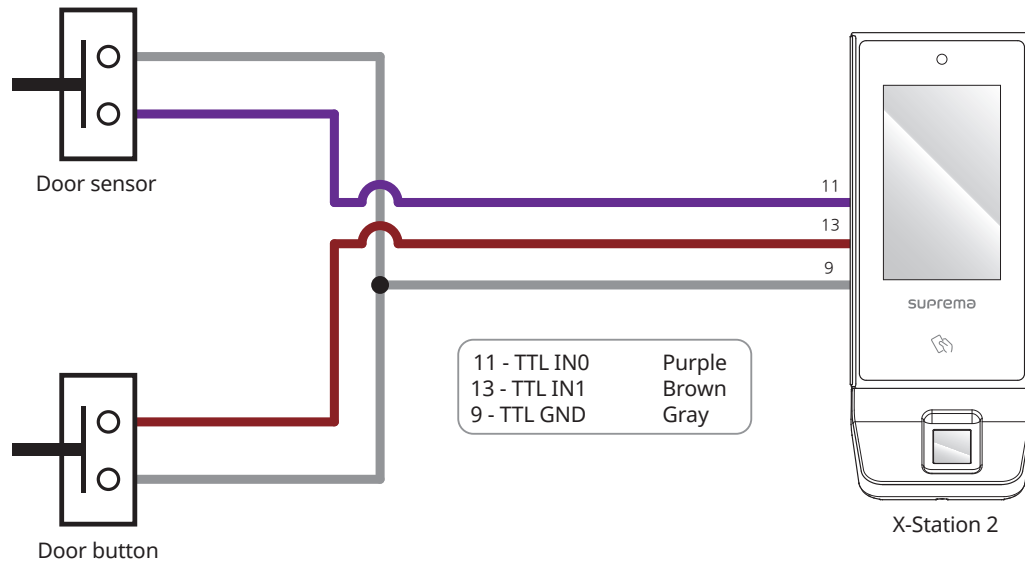 Door sensor
11
13
9
suprema
11 - TTL IN0 Purple
13 - TTL IN1 Brown
9 - TTL GND Gray
X-Station 2
Door button